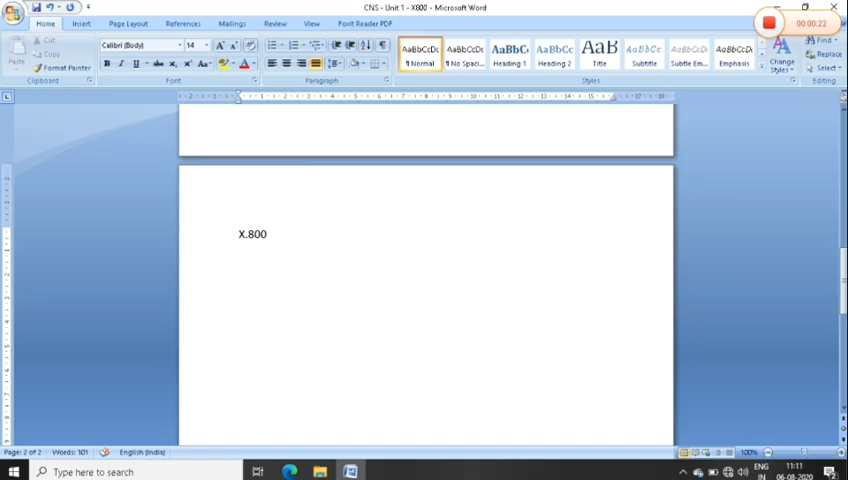 CNS - Unit 1 - X800 - Microsoft Word
00:00:22
Home Insert Page Layout References Mailings Review View Foxit Reader PDF
Cut
Copy
Paste
Format Painter
Clipboard
Calibri (Body) 14
Font
Paragraph
AaBbCcDc AaBbCcDc AaBbC AaBbCc AaB AaBbCc AaBbCcDc AaBbCcDc
¶ Normal ¶ No Spaci... Heading 1 Heading 2 Title Subtitle Subtle Em... Emphasis
Change Styles
Styles
Find
Replace
Select
Editing
X.800
Page: 2 of 2 Words: 101 English (India) 100%
Type here to search
ENG
IN
11:11
06-08-2020